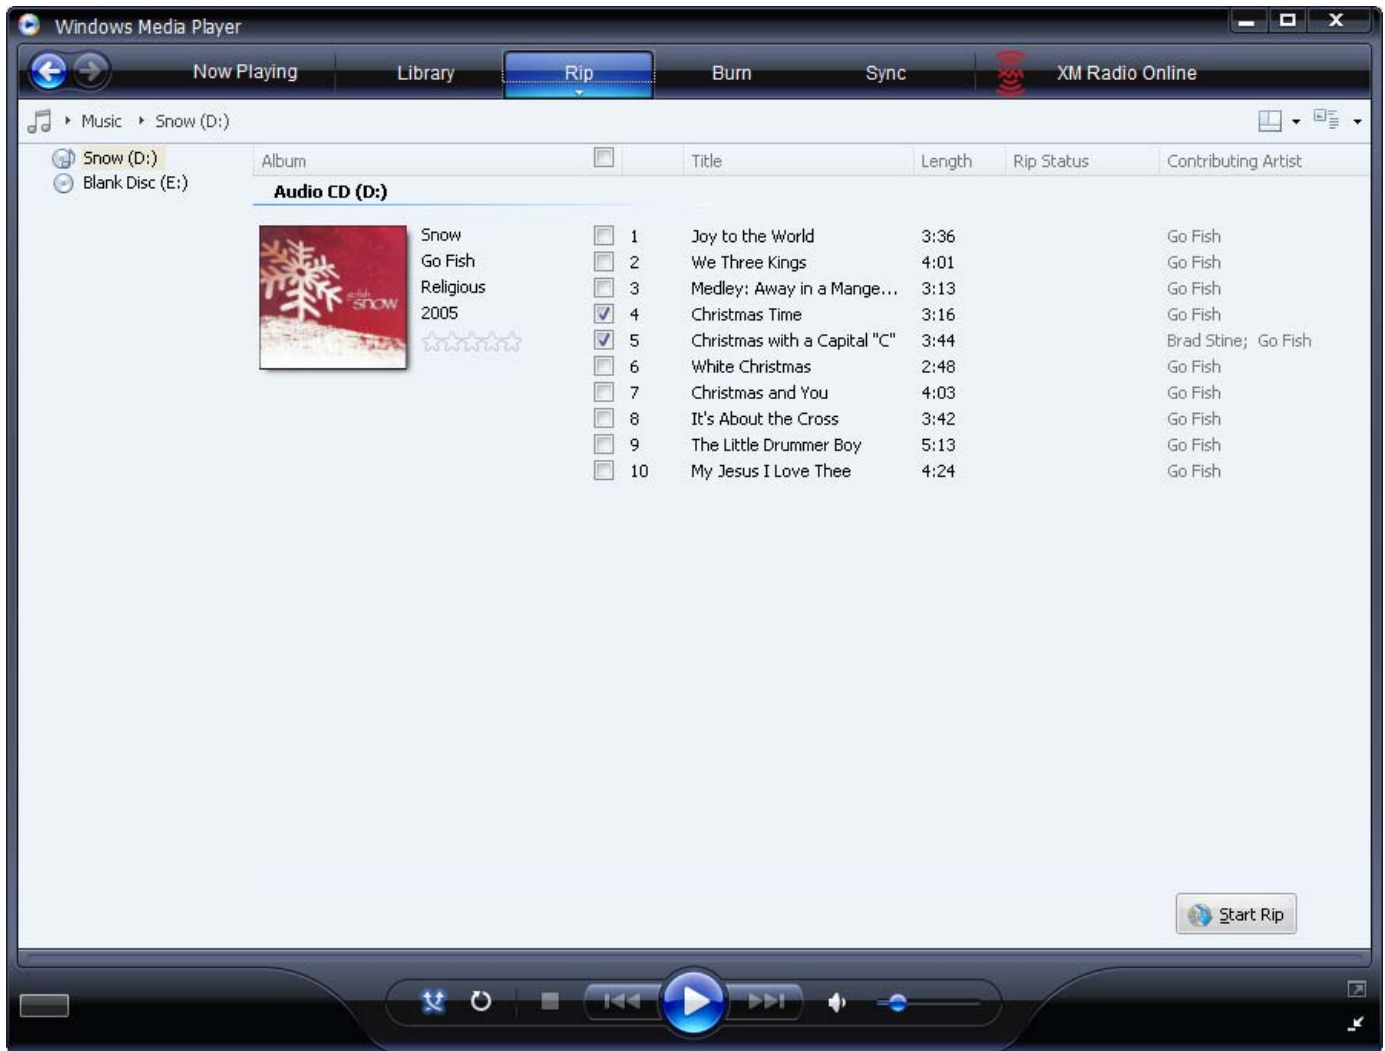 Windows Media Player
Now Playing Library Rip Burn Sync XM XM Radio Online
Music Snow (D:)
Snow (D:)
Blank Disc (E:)
Album Title Length Rip Status Contributing Artist
Audio CD (D:)
go fish
snow
Snow
Go Fish
Religious
2005
1 Joy to the World 3:36 Go Fish
2 We Three Kings 4:01 Go Fish
3 Medley: Away in a Mange... 3:13 Go Fish
4 Christmas Time 3:16 Go Fish
5 Christmas with a Capital "C" 3:44 Brad Stine; Go Fish
6 White Christmas 2:48 Go Fish
7 Christmas and You 4:03 Go Fish
8 It's About the Cross 3:42 Go Fish
9 The Little Drummer Boy 5:13 Go Fish
10 My Jesus I Love Thee 4:24 Go Fish
Start Rip